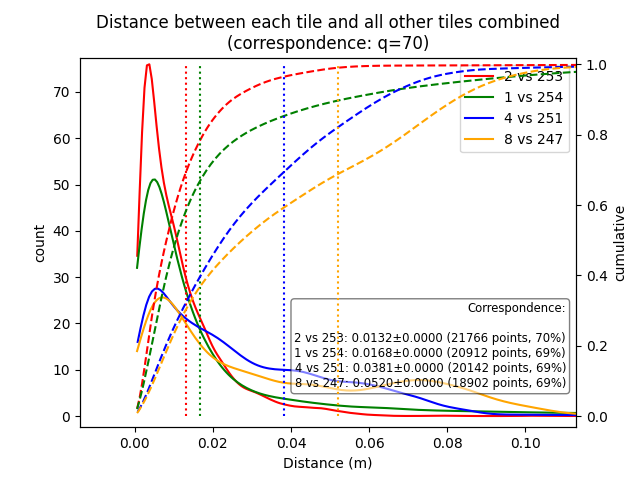 Distance between each tile and all other tiles combined
(correspondence: q=70)
2 vs 253
1 vs 254
4 vs 251
8 vs 247
Correspondence:
2 vs 253: 0.0132±0.0000 (21766 points, 70%)
1 vs 254: 0.0168±0.0000 (20912 points, 69%)
4 vs 251: 0.0381±0.0000 (20142 points, 69%)
8 vs 247: 0.0520±0.0000 (18902 points, 69%)
count
70
60
50
40
30
20
10
0
cumulative
1.0
0.8
0.6
0.4
0.2
0.0
0.00 0.02 0.04 0.06 0.08 0.10
Distance (m)